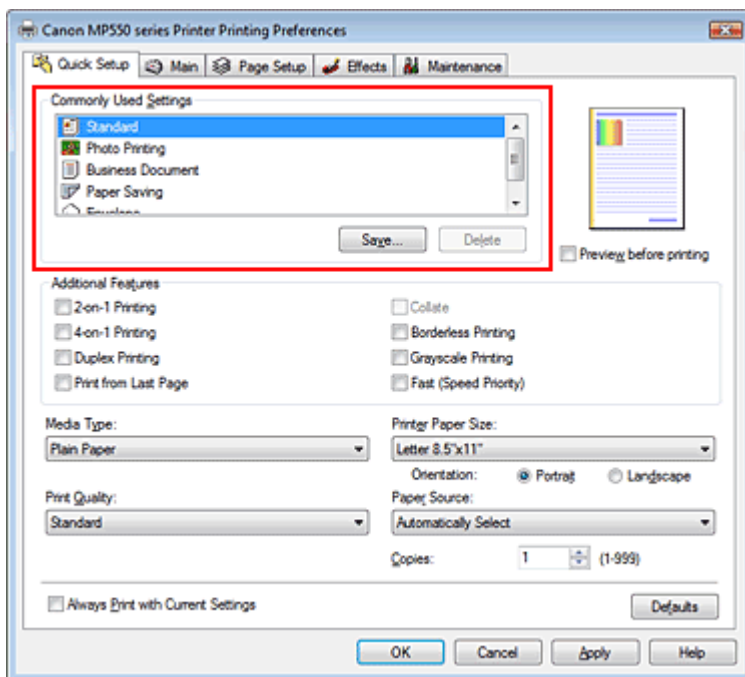 Canon MP550 series Printer Printing Preferences
Quick Setup Main Page Setup Effects Maintenance
Commonly Used Settings
Standard
Photo Printing
Business Document
Paper Saving
Envelope
Save... Delete
Preview before printing
Additional Features
2-on-1 Printing Collate
4-on-1 Printing Borderless Printing
Duplex Printing Grayscale Printing
Print from Last Page Fast (Speed Priority)
Media Type: Printer Paper Size:
Plain Paper Letter 8.5"x11"
Orientation: Portrait Landscape
Print Quality: Paper Source:
Standard Automatically Select
Copies: 1 (1-999)
Always Print with Current Settings Defaults
OK Cancel Apply Help